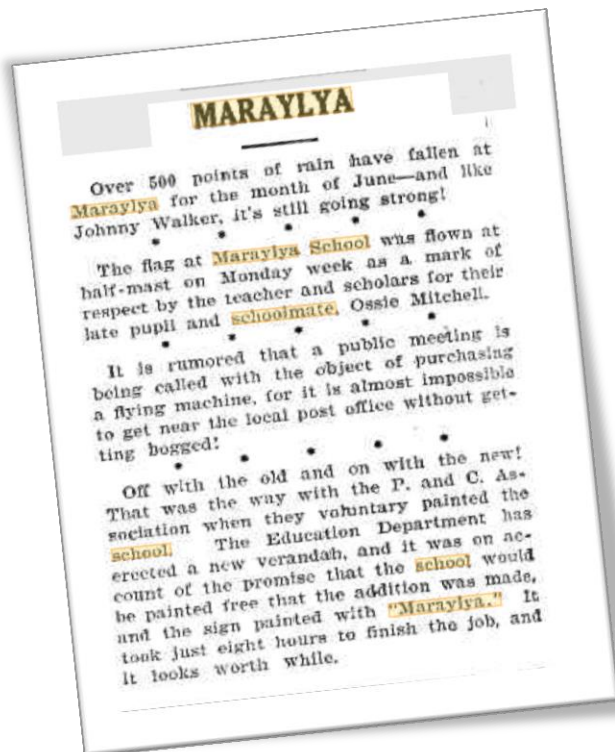 MARAYLYA
Over 500 points of rain have fallen at
Maraylya for the month of June—and like
Johnny Walker, it's still going strong!
• • • • •
The flag at Maraylya School was flown at
half-mast on Monday week as a mark of
respect by the teacher and scholars for their
late pupil and schoolmate, Ossie Mitchell.
• • • • •
It is rumored that a public meeting is
being called with the object of purchasing
a flying machine, for it is almost impossible
to get near the local post office without get-
ting bogged!
• • • • •
Off with the old and on with the new!
That was the way with the P. and C. As-
sociation when they voluntary painted the
school. The Education Department has
erected a new verandah, and it was on ac-
count of the promise that the school would
be painted free that the addition was made,
and the sign painted with "Maraylya." It
took just eight hours to finish the job, and
it looks worth while.